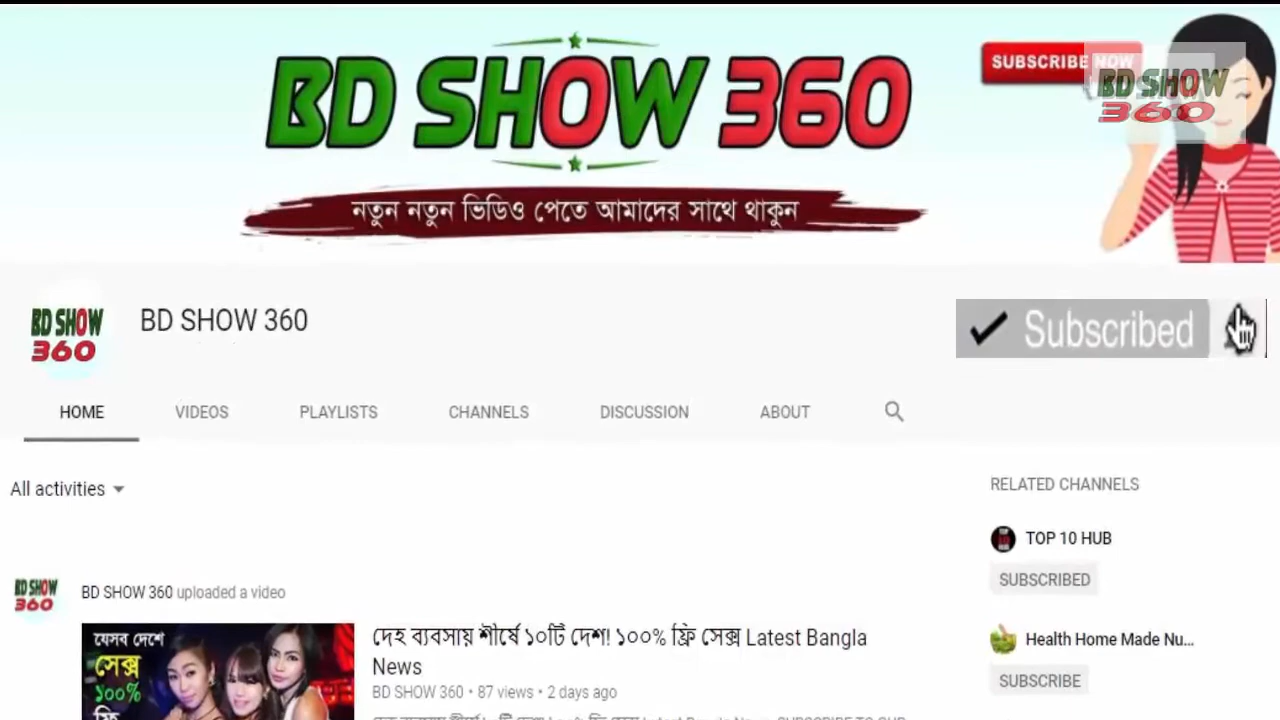 BD SHOW 360
SUBSCRIBE NOW
BD SHOW
360
নতুন নতুন ভিডিও পেতে আমাদের সাথে থাকুন
BD SHOW
360
BD SHOW 360
Subscribed
HOME
VIDEOS
PLAYLISTS
CHANNELS
DISCUSSION
ABOUT
All activities
RELATED CHANNELS
TOP 10 HUB
SUBSCRIBED
BD SHOW
360
BD SHOW 360 uploaded a video
যেসব দেশে
সেক্স
১০০%
ফ্রি
দেহ ব্যবসায় শীর্ষে ১০টি দেশ! ১০০% ফ্রি সেক্স Latest Bangla
News
BD SHOW 360 • 87 views • 2 days ago
Health Home Made Nu...
SUBSCRIBE